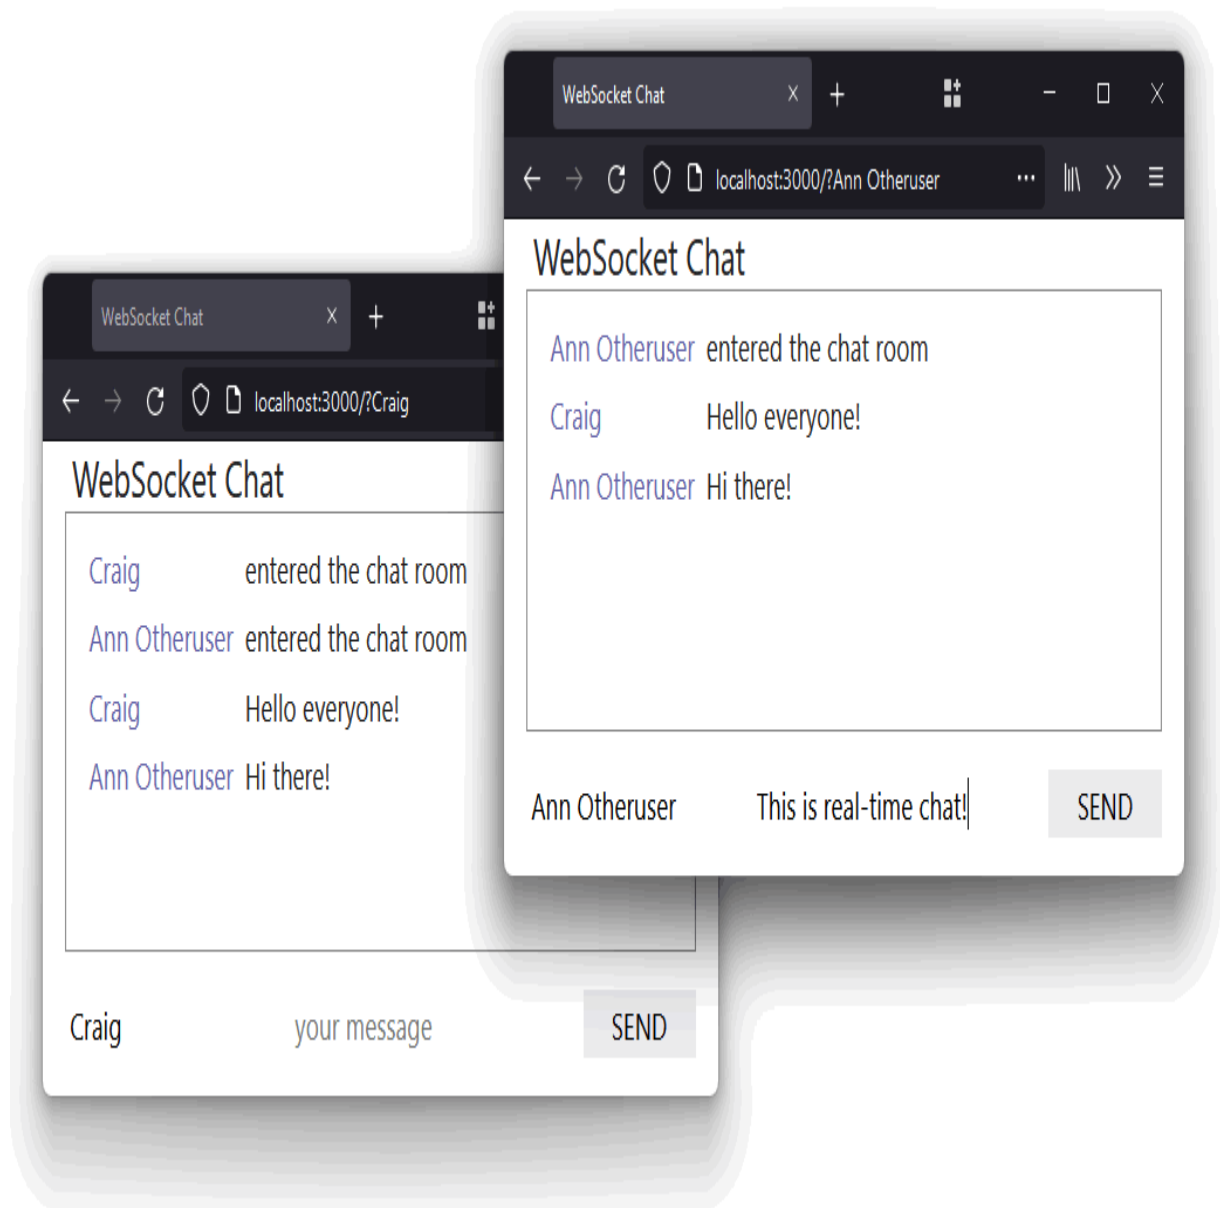 WebSocket Chat
localhost:3000/?Ann Otheruser
WebSocket Chat
Ann Otheruser entered the chat room
Craig Hello everyone!
Ann Otheruser Hi there!
Ann Otheruser This is real-time chat! SEND
WebSocket Chat
localhost:3000/?Craig
WebSocket Chat
Craig entered the chat room
Ann Otheruser entered the chat room
Craig Hello everyone!
Ann Otheruser Hi there!
Craig your message SEND